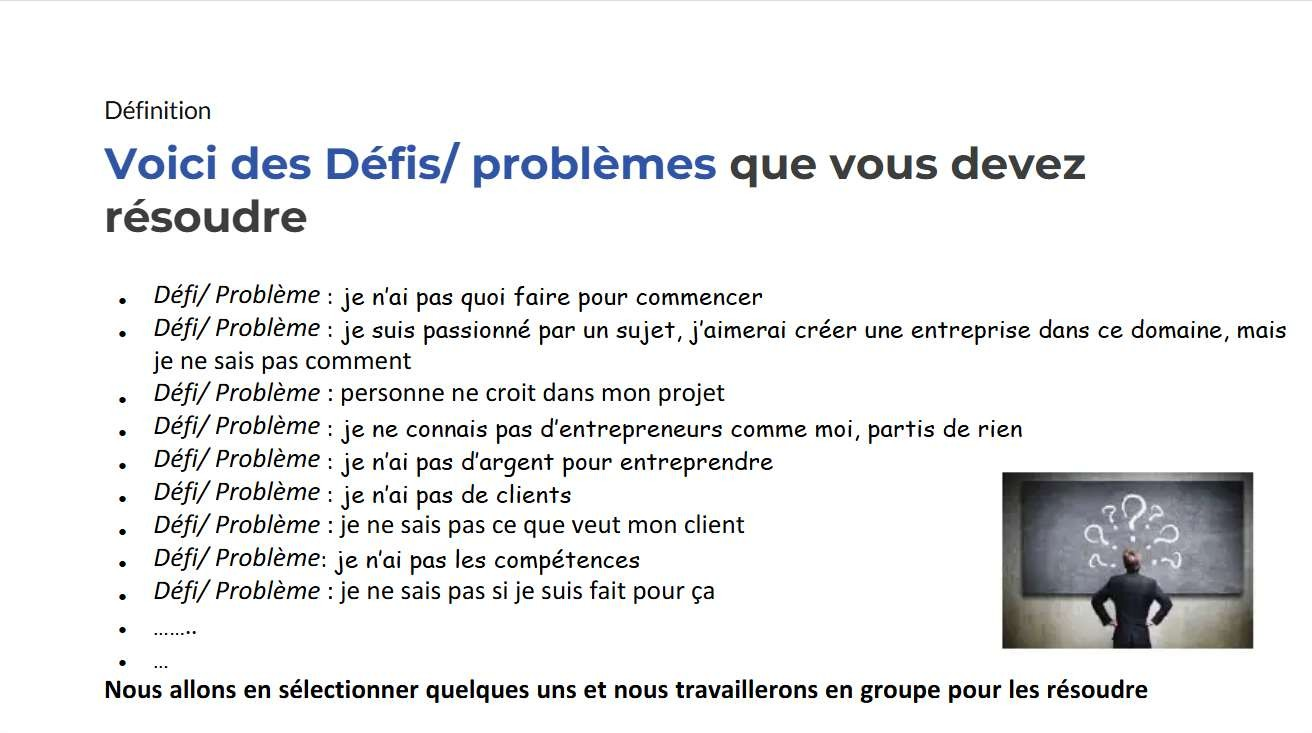 Définition
Voici des Défis/ problèmes que vous devez
résoudre
• Défi/ Problème : je n'ai pas quoi faire pour commencer
• Défi/ Problème : je suis passionné par un sujet, j'aimerai créer une entreprise dans ce domaine, mais
je ne sais pas comment
• Défi/ Problème : personne ne croit dans mon projet
• Défi/ Problème : je ne connais pas d'entrepreneurs comme moi, partis de rien
• Défi/ Problème : je n'ai pas d'argent pour entreprendre
• Défi/ Problème : je n'ai pas de clients
• Défi/ Problème : je ne sais pas ce que veut mon client
• Défi/ Problème: je n'ai pas les compétences
• Défi/ Problème : je ne sais pas si je suis fait pour ça
• ……..
• …
Nous allons en sélectionner quelques uns et nous travaillerons en groupe pour les résoudre